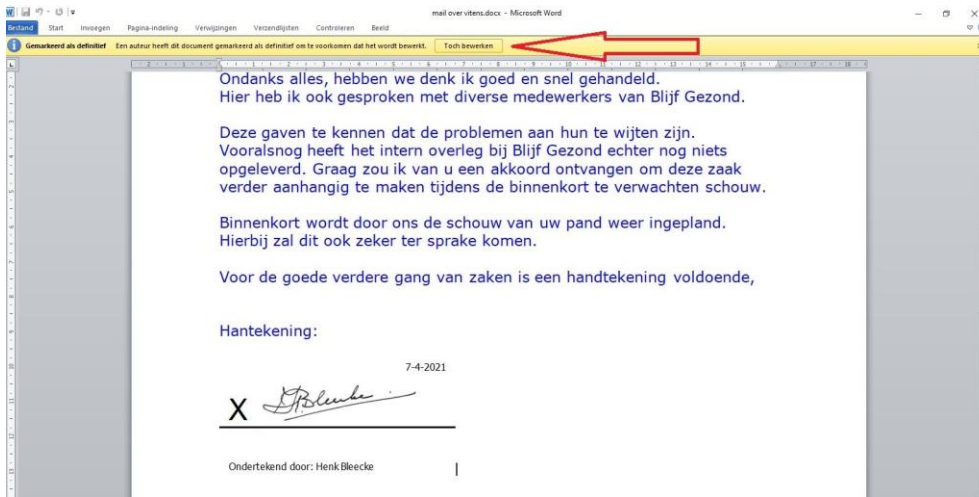 mail over vitens.docx - Microsoft Word
Bestand Start Invoegen Pagina-indeling Verwijzingen Verzendlijsten Controleren Beeld
Gemarkeerd als definitief Een auteur heeft dit document gemarkeerd als definitief om te voorkomen dat het wordt bewerkt. Toch bewerken
Ondanks alles, hebben we denk ik goed en snel gehandeld.
Hier heb ik ook gesproken met diverse medewerkers van Blijf Gezond.
Deze gaven te kennen dat de problemen aan hun te wijten zijn.
Vooralsnog heeft het intern overleg bij Blijf Gezond echter nog niets
opgeleverd. Graag zou ik van u een akkoord ontvangen om deze zaak
verder aanhangig te maken tijdens de binnenkort te verwachten schouw.
Binnenkort wordt door ons de schouw van uw pand weer ingepland.
Hierbij zal dit ook zeker ter sprake komen.
Voor de goede verdere gang van zaken is een handtekening voldoende,
Hantekening:
7-4-2021
X
Ondertekend door: Henk Bleecke